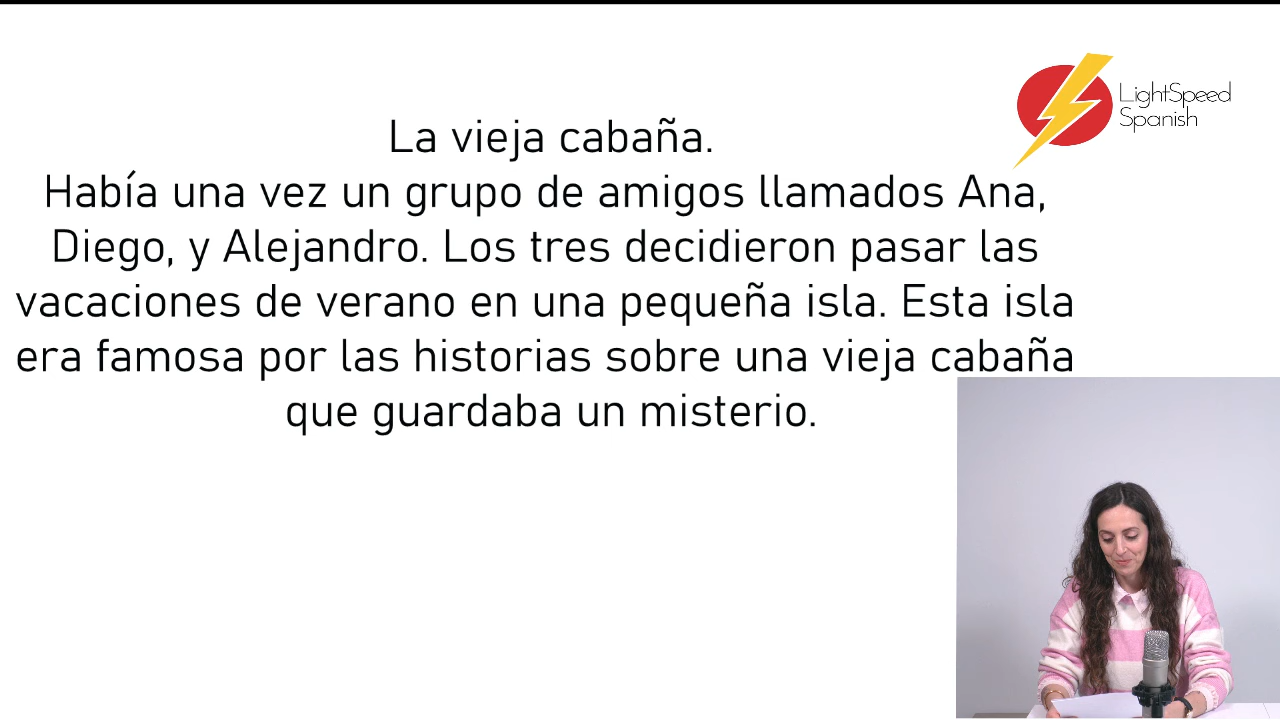 LightSpeed
Spanish
La vieja cabaña.
Había una vez un grupo de amigos llamados Ana,
Diego, y Alejandro. Los tres decidieron pasar las
vacaciones de verano en una pequeña isla. Esta isla
era famosa por las historias sobre una vieja cabaña
que guardaba un misterio.